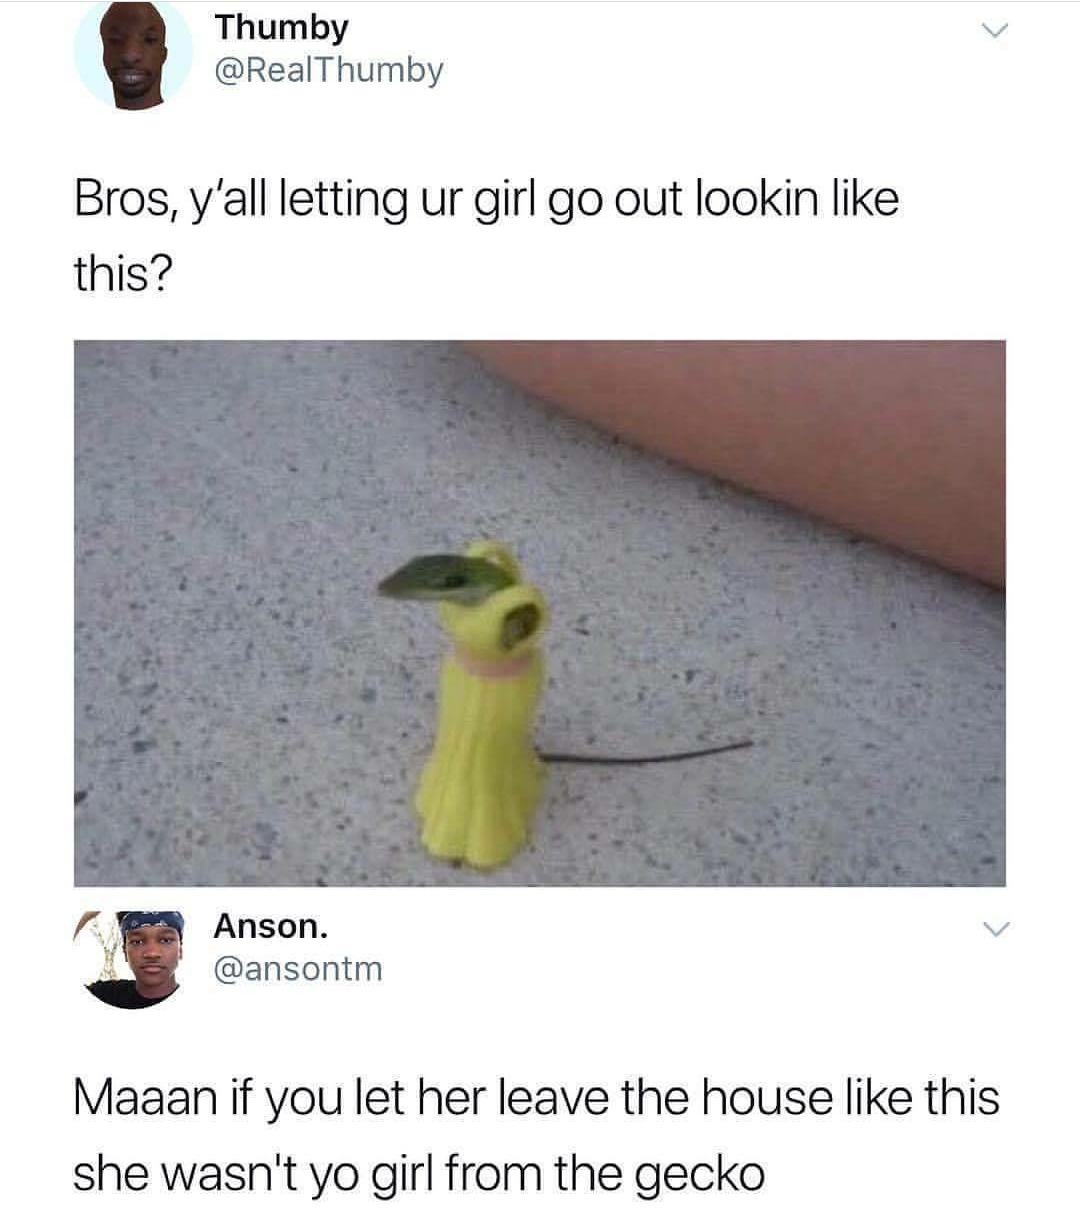 Thumby
@RealThumby
Bros, y'all letting ur girl go out lookin like
this?
Anson.
@ansontm
Maaan if you let her leave the house like this
she wasn't yo girl from the gecko